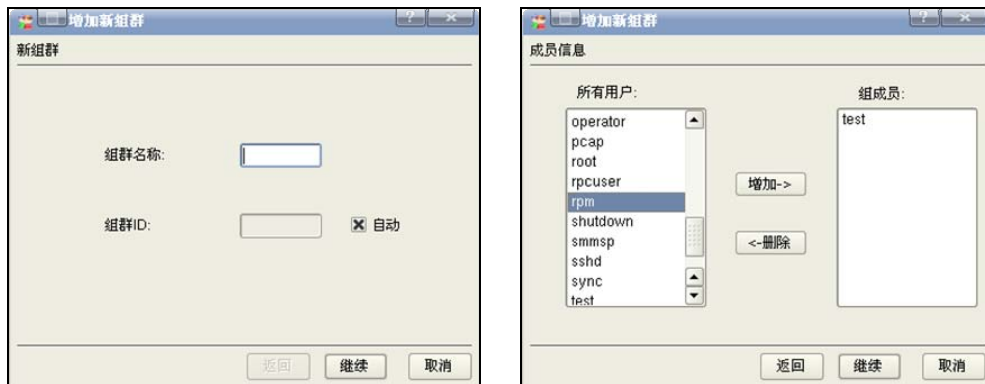 增加新组群
新组群
组群名称:
组群ID:
自动
返回
继续
取消
增加新组群
成员信息
所有用户:
operator
pcap
root
rpcuser
rpm
shutdown
smmsp
sshd
sync
test
增加->
<-删除
组成员:
test
返回
继续
取消